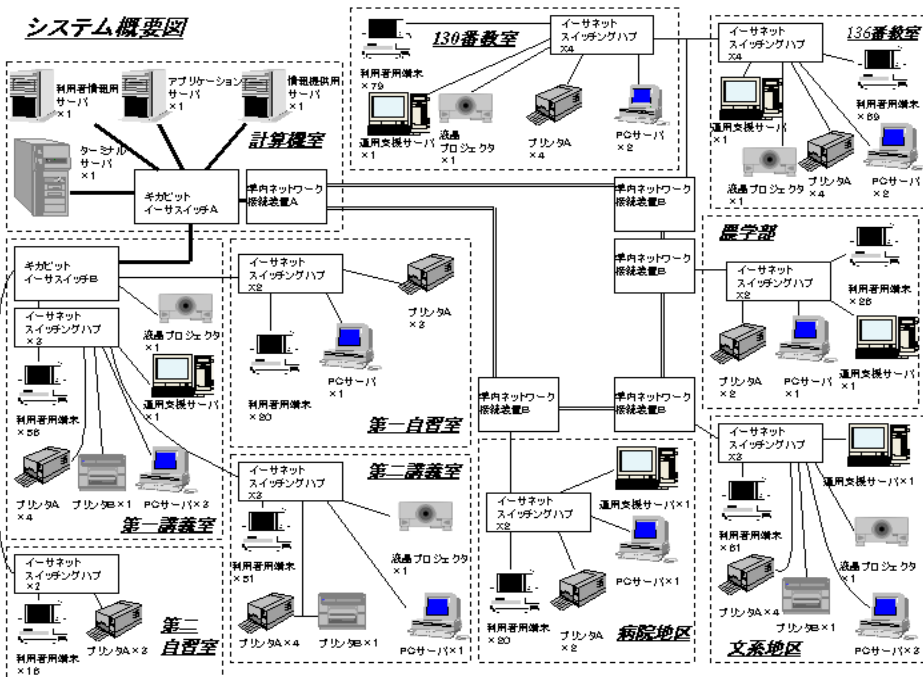 システム概要図
利用者情報用
サーバ
×1
アプリケーション
サーバ
×1
情報提供用
サーバ
×1
計算機室
ターミナル
サーバ
×1
ギガビット
イーサスイッチA
学内ネットワーク
接続装置A
130番教室
イーサネット
スイッチングハブ
×4
利用者用端末
×79
運用支援サーバ
×1
液晶
プロジェクタ
×1
プリンタA
×4
PCサーバ
×2
136番教室
イーサネット
スイッチングハブ
×4
利用者用端末
×69
運用支援サーバ
×1
液晶プロジェクタ
×1
プリンタA
×4
PCサーバ
×2
学内ネットワーク
接続装置B
学内ネットワーク
接続装置B
学内ネットワーク
接続装置B
学内ネットワーク
接続装置B
農学部
イーサネット
スイッチングハブ
×2
利用者用端末
×26
プリンタA
×2
PCサーバ
×1
運用支援サーバ
×1
ギガビット
イーサスイッチB
イーサネット
スイッチングハブ
×3
液晶プロジェクタ
×1
運用支援サーバ
×1
利用者用端末
×56
プリンタA
×4
プリンタB×1
PCサーバ×3
第一講義室
イーサネット
スイッチングハブ
×2
プリンタA
×3
利用者用端末
×20
PCサーバ
×1
第一自習室
第二講義室
イーサネット
スイッチングハブ
×3
利用者用端末
×51
液晶プロジェクタ
×1
プリンタA×4
プリンタB×1
PCサーバ×1
イーサネット
スイッチングハブ
×2
利用者用端末
×16
プリンタA×3
第二
自習室
イーサネット
スイッチングハブ
×2
運用支援サーバ×1
PCサーバ×1
利用者用端末
×20
プリンタA
×2
病院地区
イーサネット
スイッチングハブ
×3
運用支援サーバ×1
利用者用端末
×61
液晶プロジェクタ
×1
プリンタA×4
プリンタB×1
PCサーバ×3
文系地区